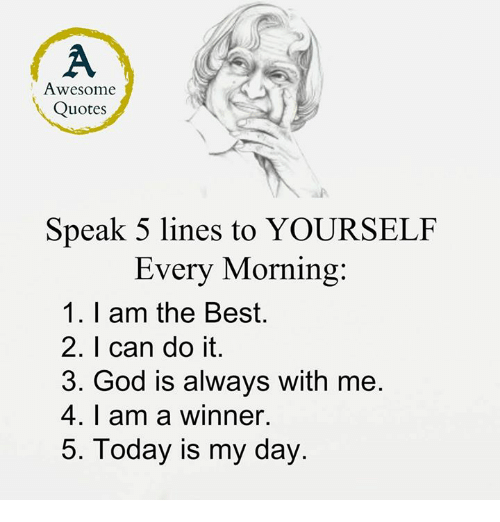 A
Awesome
Quotes
Speak 5 lines to YOURSELF
Every Morning:
1. I am the Best.
2. I can do it.
3. God is always with me.
4. I am a winner.
5. Today is my day.